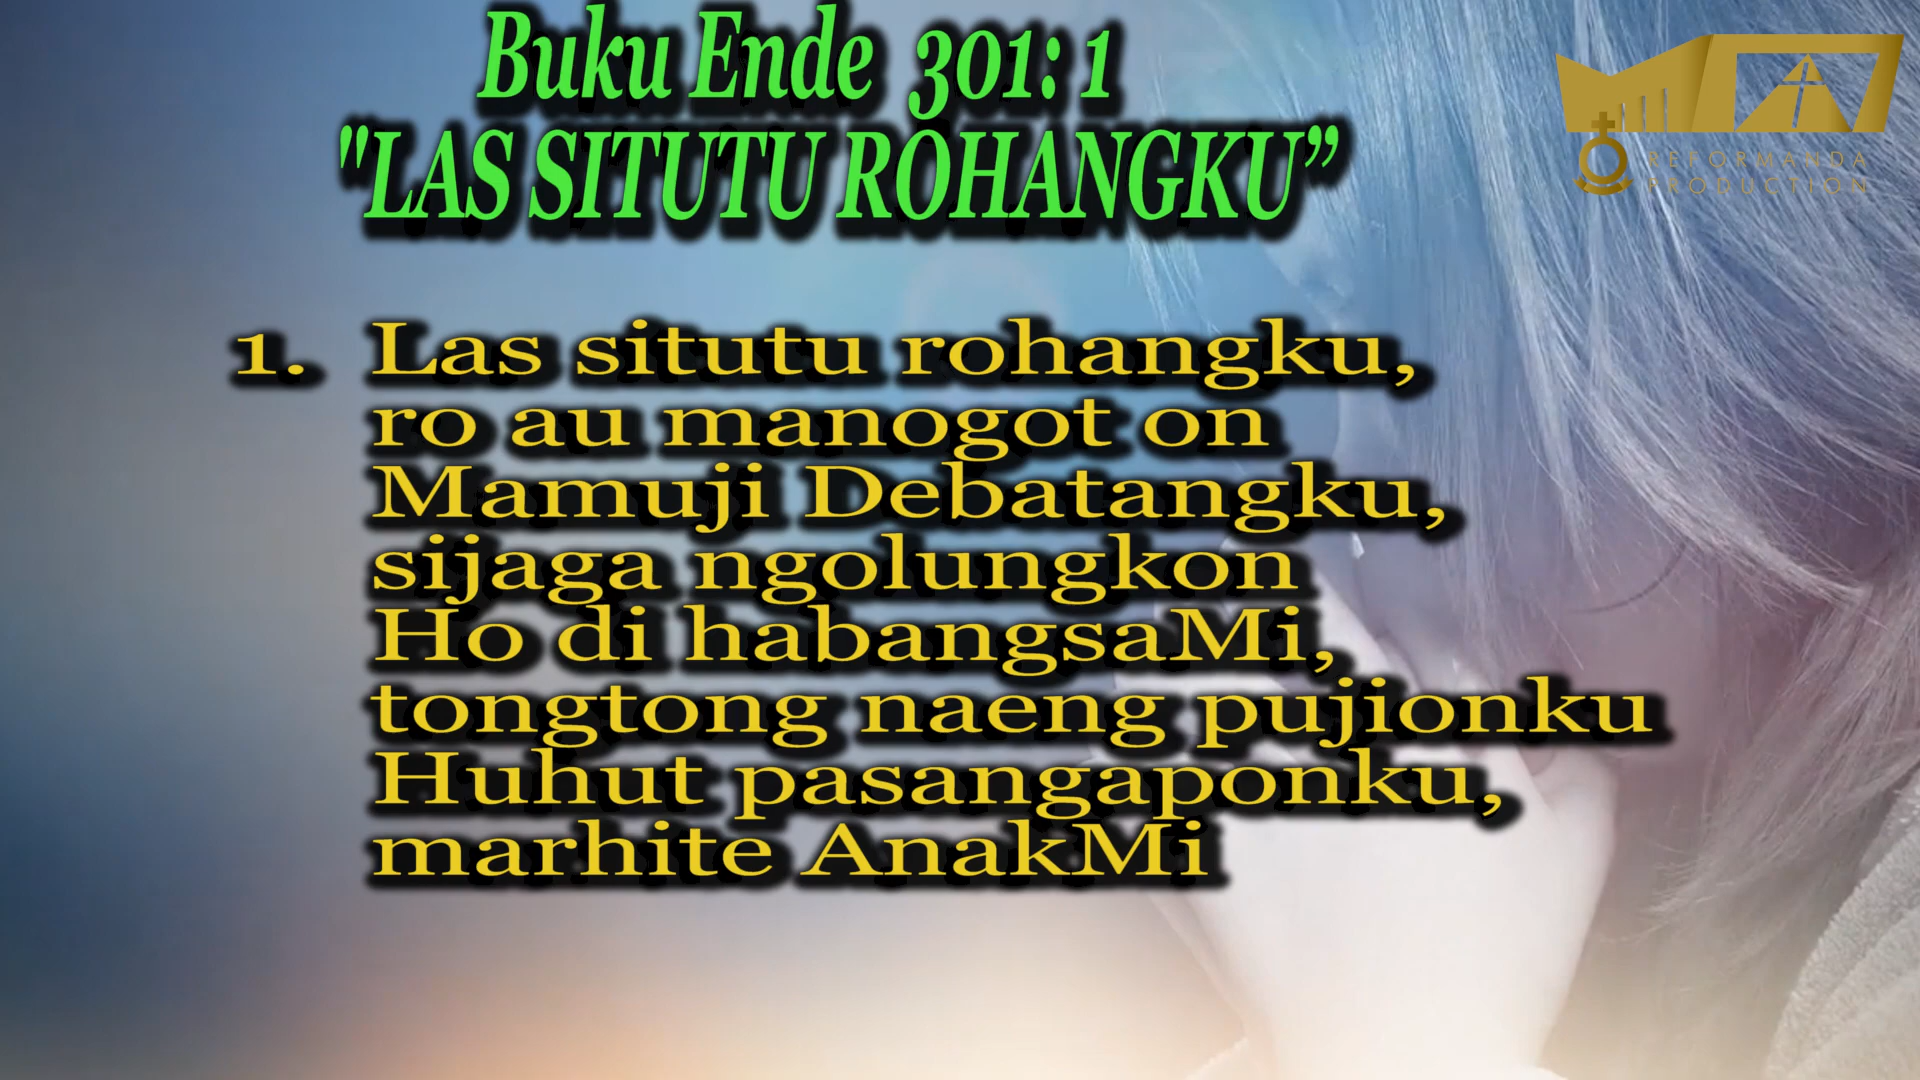 Buku Ende 301: 1
"LAS SITUTU ROHANGKU”
REFORMANDA
PRODUCTION
1. Las situtu rohangku,
ro au manogot on
Mamuji Debatangku,
sijaga ngolungkon
Ho di habangsaMi,
tongtong naeng pujionku
Huhut pasangaponku,
marhite AnakMi